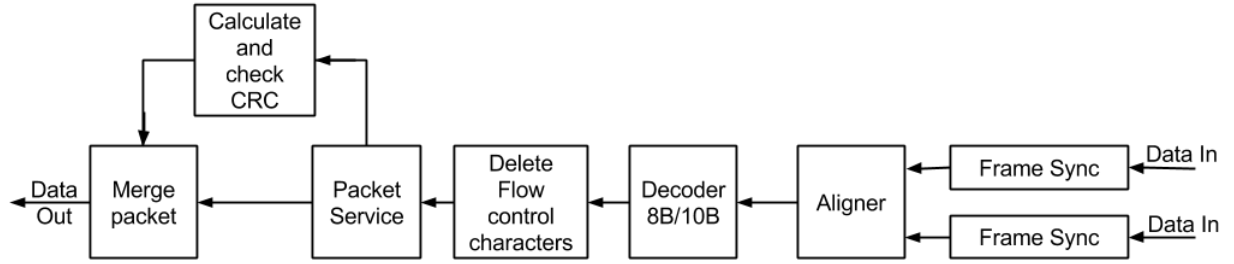 Calculate
and
check
CRC
Data
Out
Merge
packet
Packet
Service
Delete
Flow
control
characters
Decoder
8B/10B
Aligner
Frame Sync
Data In
Frame Sync
Data In